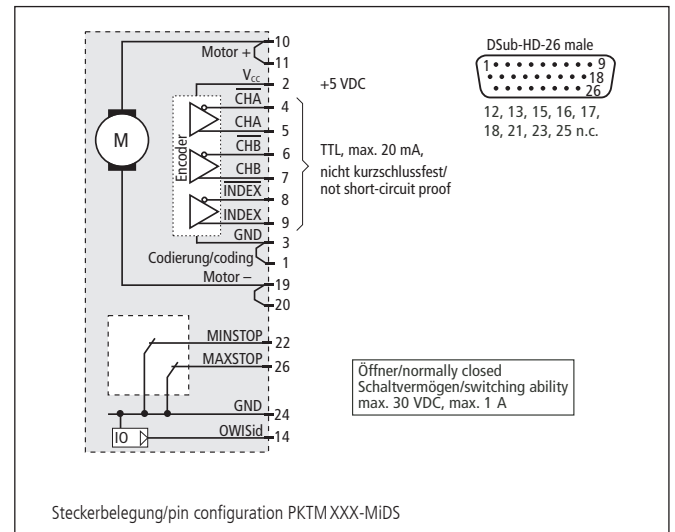 Motor + 10
11
V_CC 2 +5 VDC
C̅H̅A̅ 4
CHA 5
C̅H̅B̅ 6
CHB 7
I̅N̅D̅E̅X̅ 8
INDEX 9
GND 3
Codierung/coding 1
Motor – 19
20
M
Encoder
TTL, max. 20 mA,
nicht kurzschlussfest/
not short-circuit proof
MINSTOP 22
MAXSTOP 26
GND 24
IO OWISid 14
DSub-HD-26 male
1 9
18
26
12, 13, 15, 16, 17,
18, 21, 23, 25 n.c.
Öffner/normally closed
Schaltvermögen/switching ability
max. 30 VDC, max. 1 A
Steckerbelegung/pin configuration PKTM XXX-MiDS